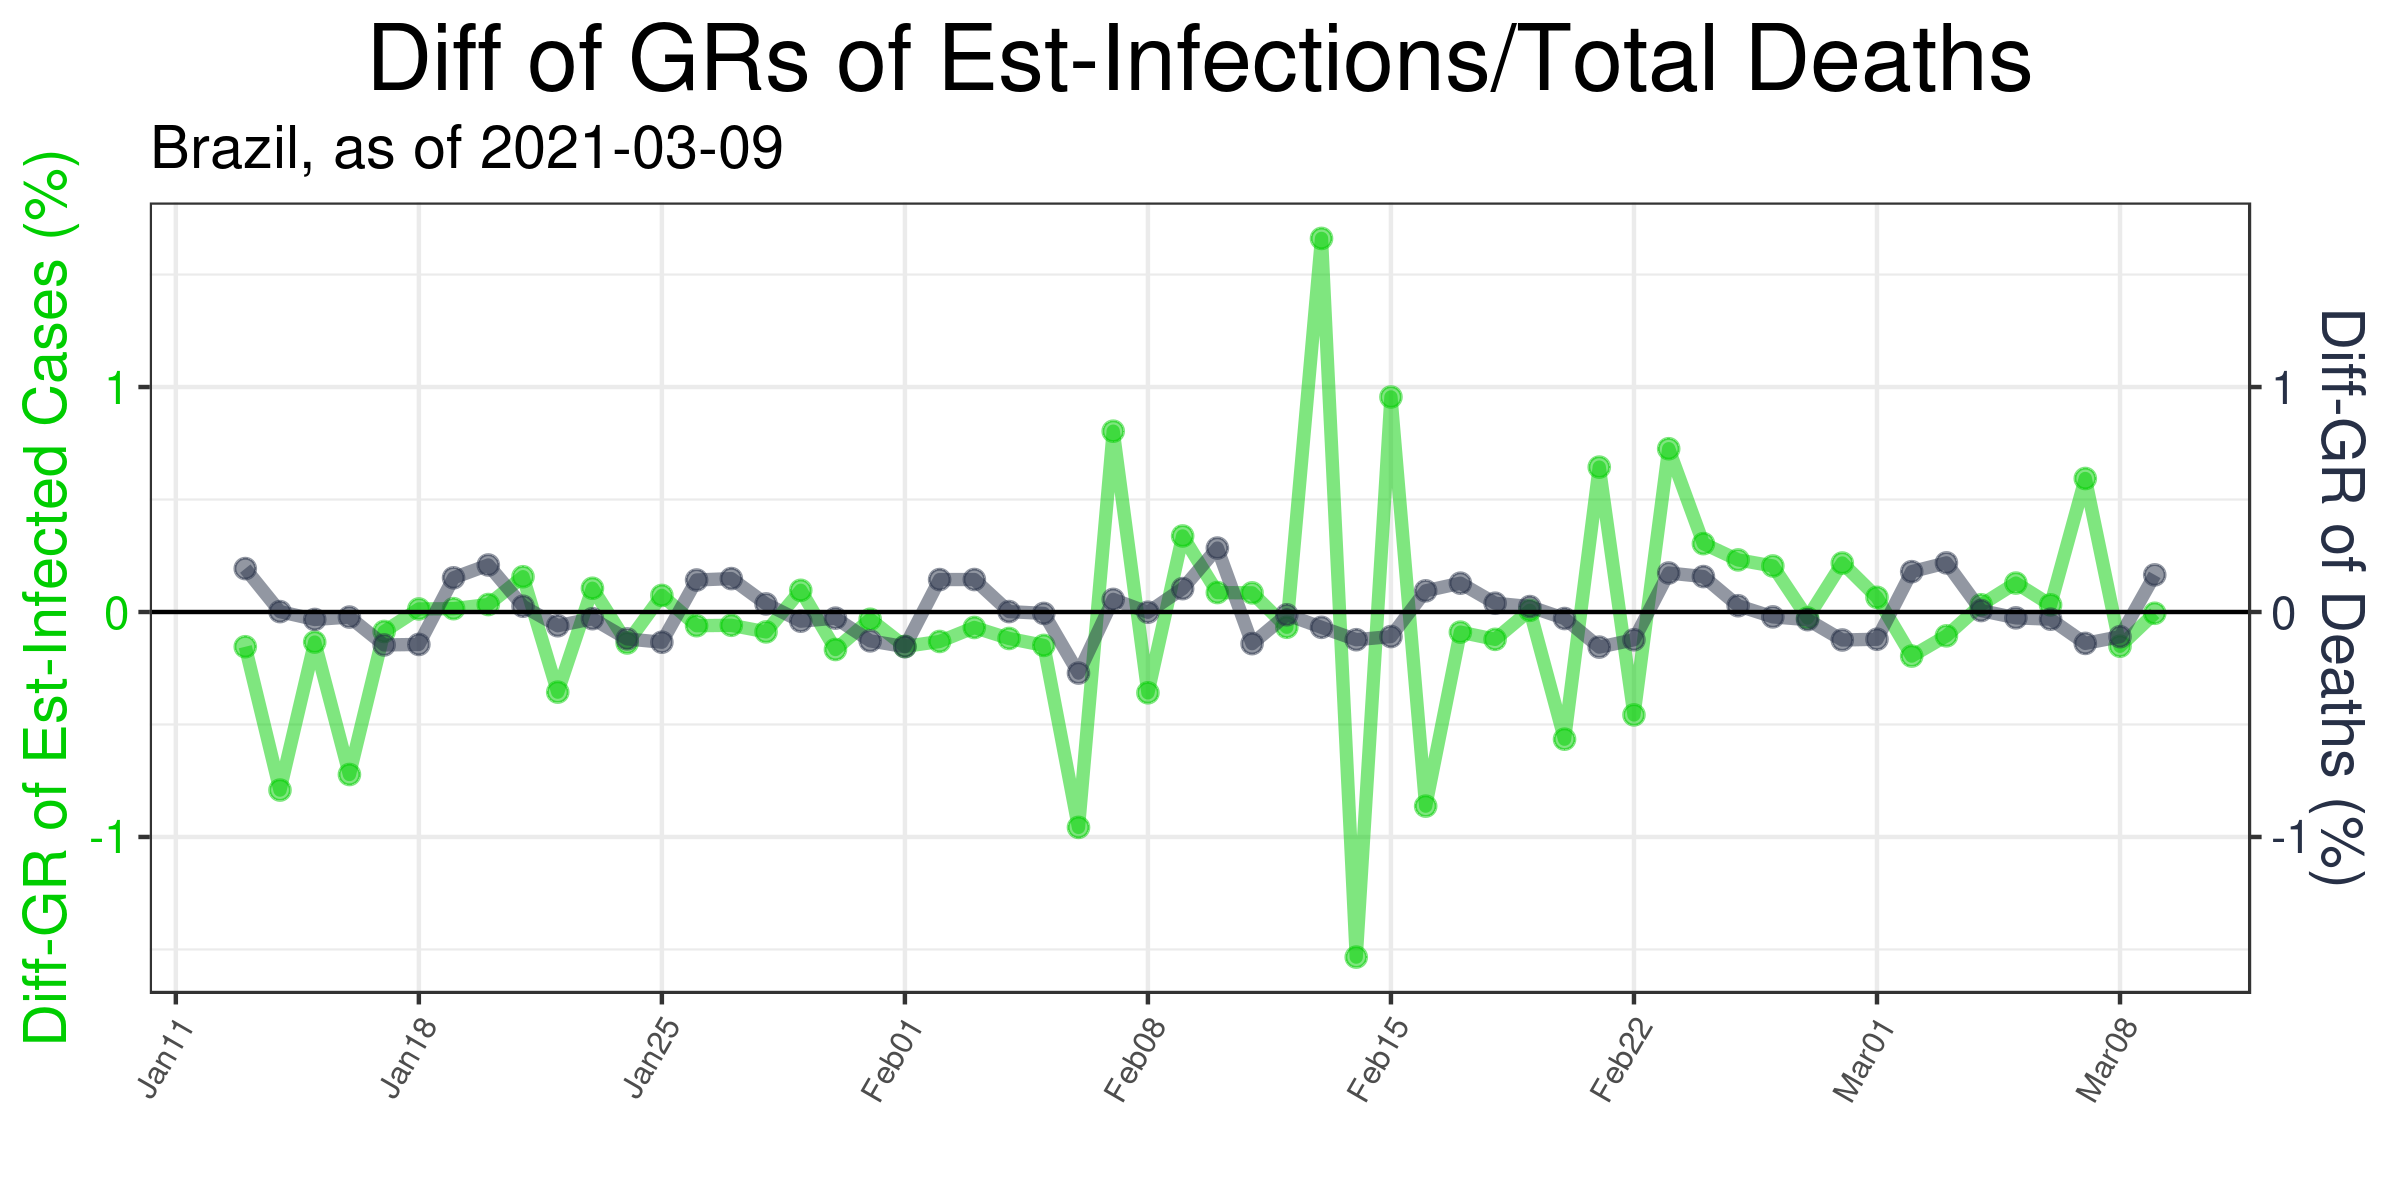 Diff of GRs of Est-Infections/Total Deaths
Brazil, as of 2021-03-09
Diff-GR of Est-Infected Cases (%)
1
0
-1
1
0
-1
Diff-GR of Deaths (%)
Jan11
Jan18
Jan25
Feb01
Feb08
Feb15
Feb22
Mar01
Mar08